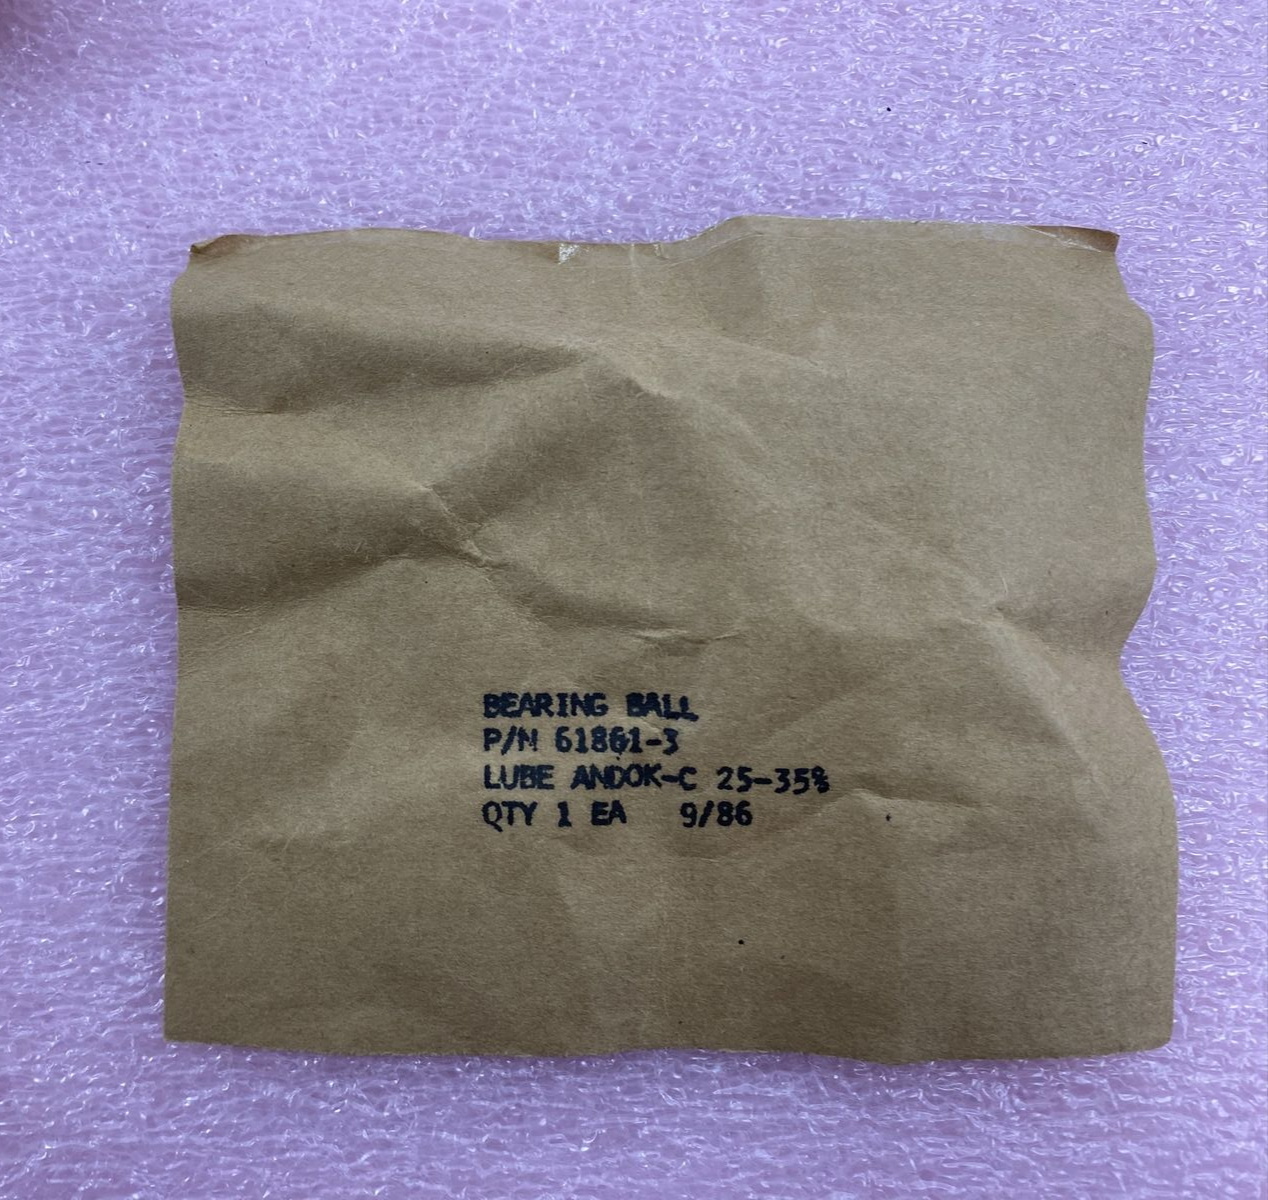 BEARING BALL
P/N 61861-3
LUBE ANDOK-C 25-35%
QTY 1 EA 9/86